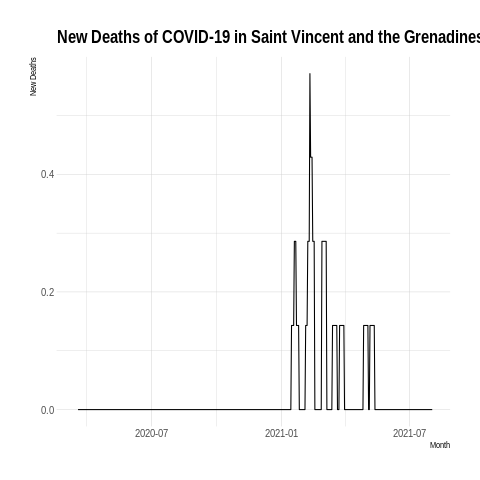 New Deaths of COVID-19 in Saint Vincent and the Grenadines
New Deaths
0.4
0.2
0.0
2020-07
2021-01
2021-07
Month